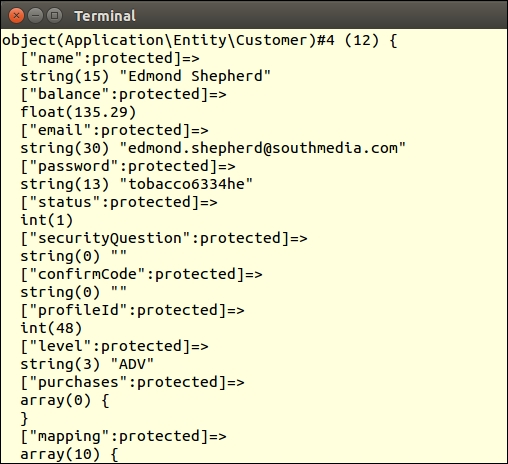 Terminal
object(Application\Entity\Customer)#4 (12) {
  ["name":protected]=>
  string(15) "Edmond Shepherd"
  ["balance":protected]=>
  float(135.29)
  ["email":protected]=>
  string(30) "edmond.shepherd@southmedia.com"
  ["password":protected]=>
  string(13) "tobacco6334he"
  ["status":protected]=>
  int(1)
  ["securityQuestion":protected]=>
  string(0) ""
  ["confirmCode":protected]=>
  string(0) ""
  ["profileId":protected]=>
  int(48)
  ["level":protected]=>
  string(3) "ADV"
  ["purchases":protected]=>
  array(0) {
  }
  ["mapping":protected]=>
  array(10) {